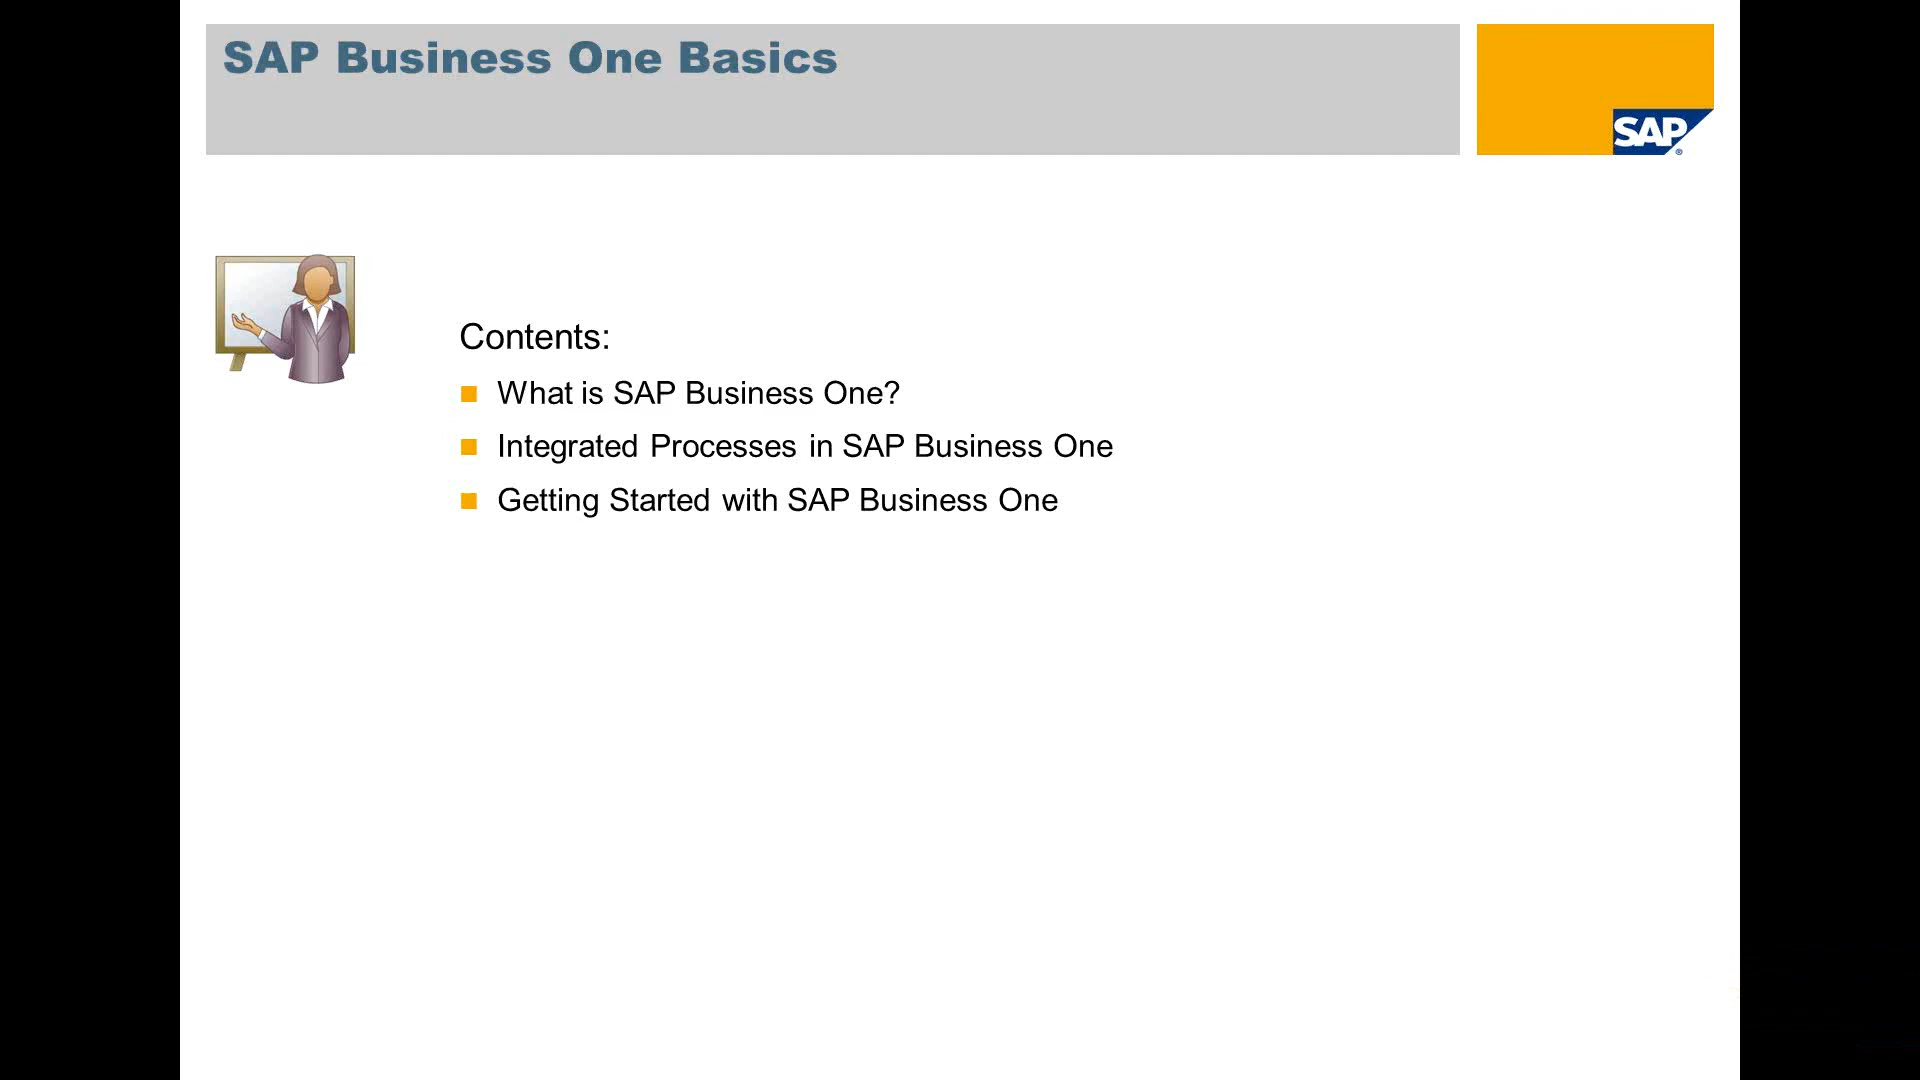 SAP Business One Basics
SAP®
Contents:
What is SAP Business One?
Integrated Processes in SAP Business One
Getting Started with SAP Business One